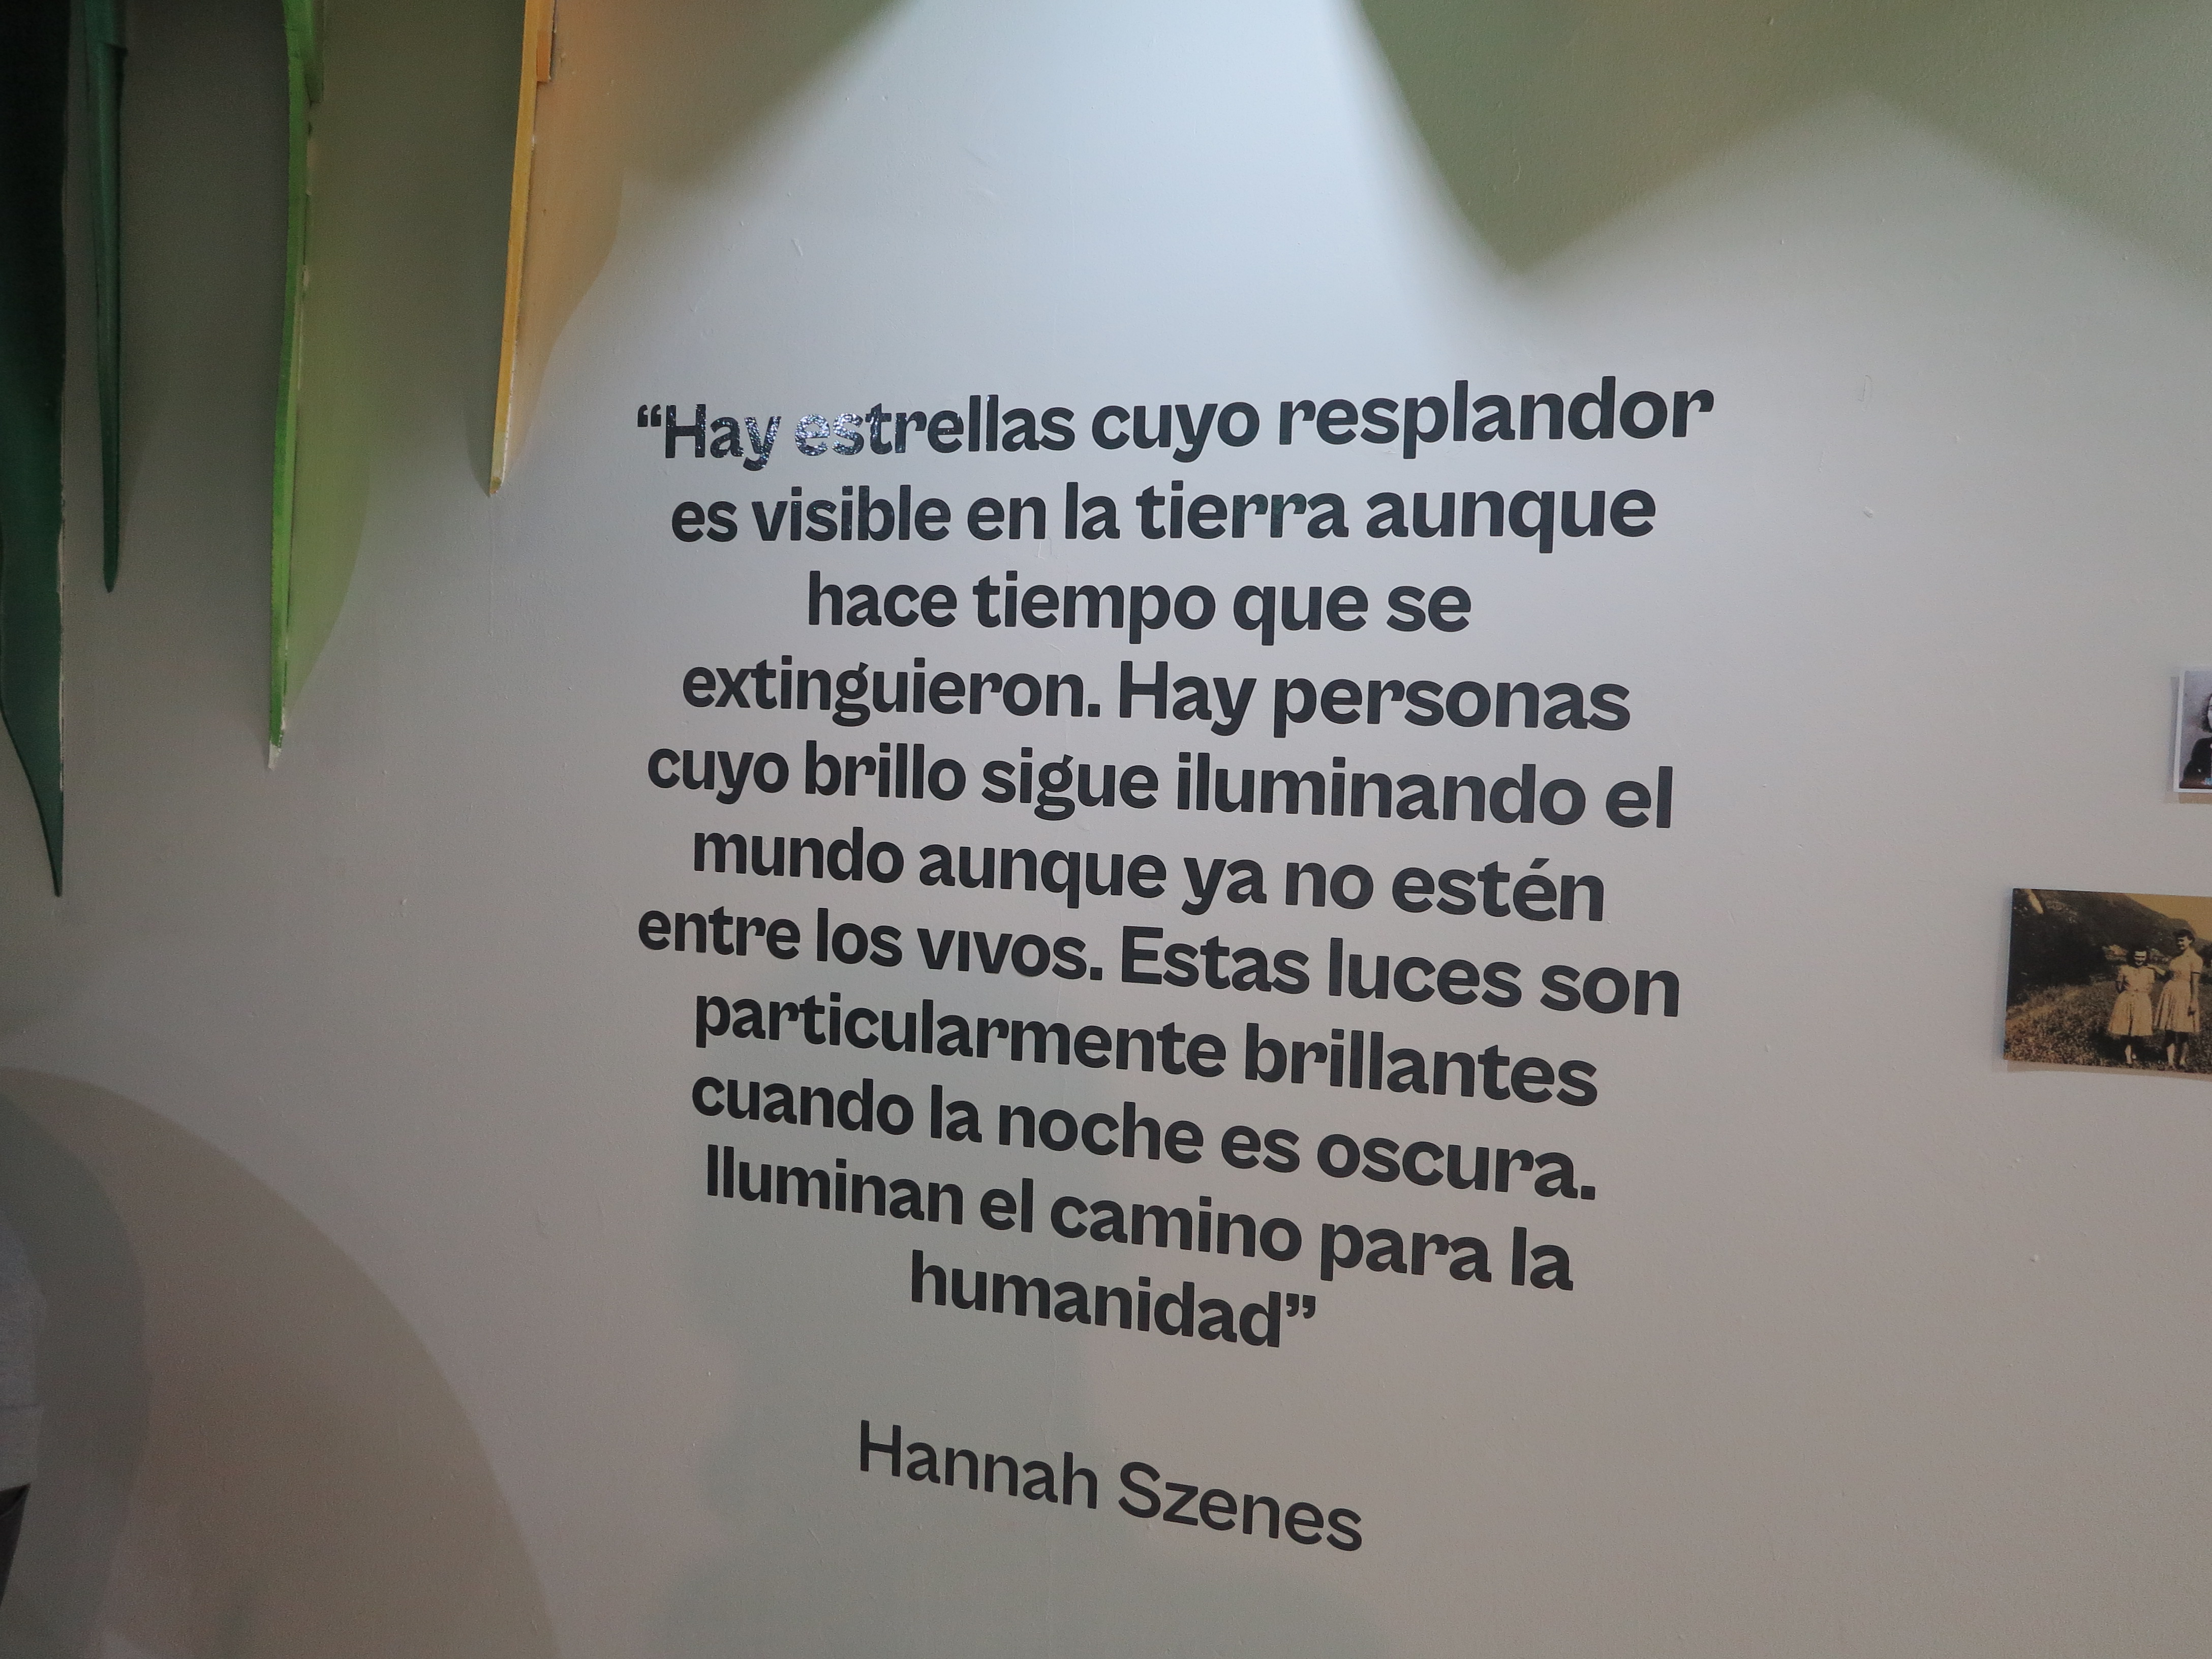 “Hay estrellas cuyo resplandor
es visible en la tierra aunque
hace tiempo que se
extinguieron. Hay personas
cuyo brillo sigue iluminando el
mundo aunque ya no estén
entre los vıvos. Estas luces son
particularmente brillantes
cuando la noche es oscura.
Iluminan el camino para la
humanidad”
Hannah Szenes